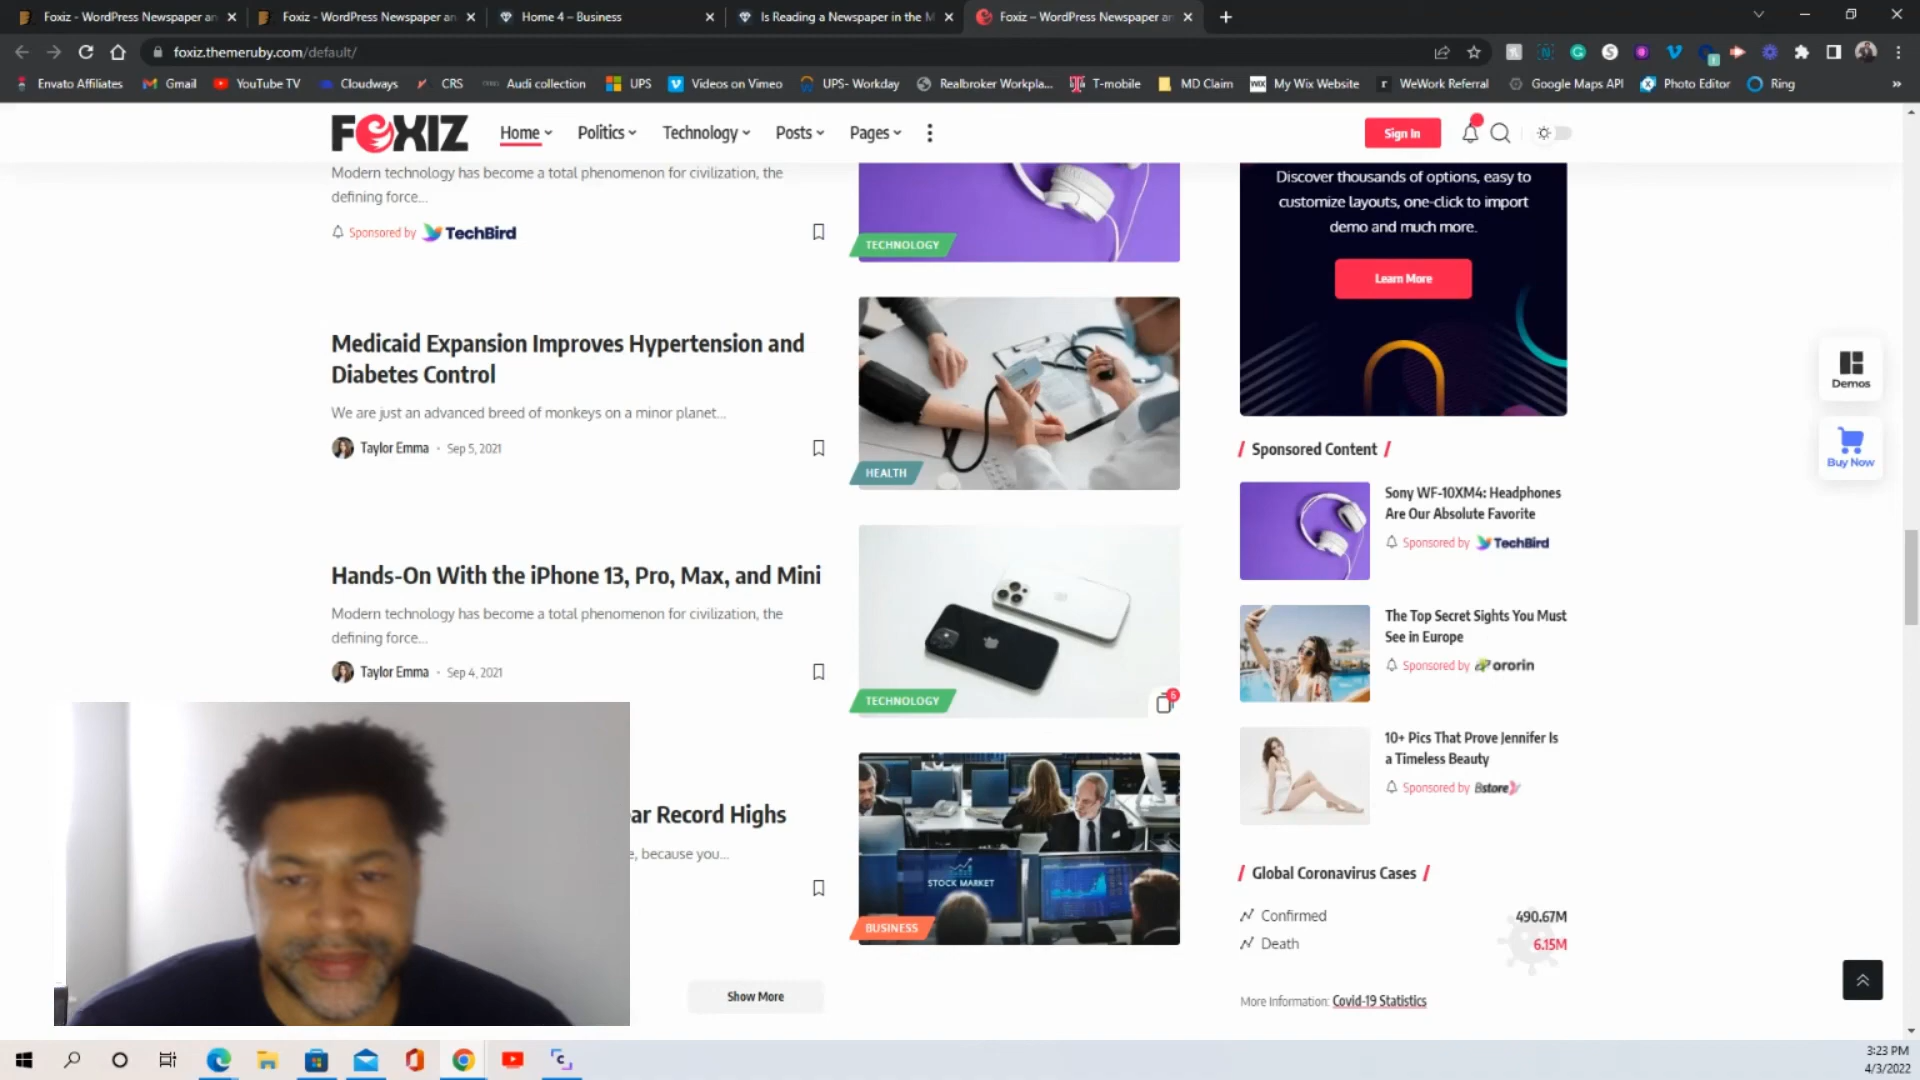 Foxiz - WordPress Newspaper an
Foxiz - WordPress Newspaper an
Home 4 – Business
Is Reading a Newspaper in the M
Foxiz – WordPress Newspaper an
foxiz.themeruby.com/default/
Envato Affiliates
Gmail
YouTube TV
Cloudways
CRS
Audi collection
UPS
Videos on Vimeo
UPS- Workday
Realbroker Workpla...
T-mobile
MD Claim
My Wix Website
WeWork Referral
Google Maps API
Photo Editor
Ring
»
FOXIZ
Home
Politics
Technology
Posts
Pages
Sign In
Modern technology has become a total phenomenon for civilization, the
defining force...
Sponsored by TechBird
TECHNOLOGY
Medicaid Expansion Improves Hypertension and
Diabetes Control
We are just an advanced breed of monkeys on a minor planet...
Taylor Emma - Sep 5, 2021
HEALTH
Hands-On With the iPhone 13, Pro, Max, and Mini
Modern technology has become a total phenomenon for civilization, the
defining force...
Taylor Emma - Sep 4, 2021
TECHNOLOGY
6
ar Record Highs
e, because you...
STOCK MARKET
BUSINESS
Show More
Discover thousands of options, easy to
customize layouts, one-click to import
demo and much more.
Learn More
/ Sponsored Content /
Sony WF-10XM4: Headphones
Are Our Absolute Favorite
Sponsored by TechBird
The Top Secret Sights You Must
See in Europe
Sponsored by ororin
10+ Pics That Prove Jennifer Is
a Timeless Beauty
Sponsored by Bstore
/ Global Coronavirus Cases /
Confirmed 490.67M
Death 6.15M
More Information: Covid-19 Statistics
Demos
Buy Now
3:23 PM
4/3/2022